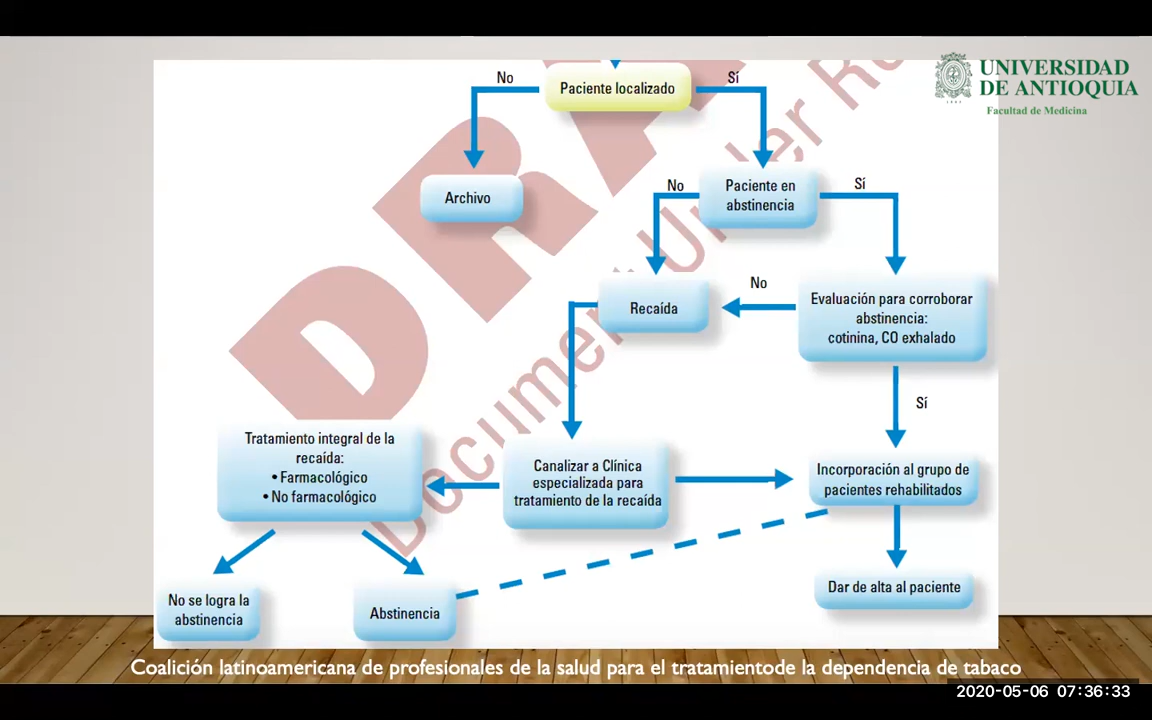 UNIVERSIDAD
DE ANTIOQUIA
1803
Facultad de Medicina
No
Paciente localizado
Sí
Archivo
No
Paciente en
abstinencia
Sí
Recaída
No
Evaluación para corroborar
abstinencia:
cotinina, CO exhalado
Sí
Tratamiento integral de la
recaída:
• Farmacológico
• No farmacológico
Canalizar a Clínica
especializada para
tratamiento de la recaída
Incorporación al grupo de
pacientes rehabilitados
No se logra la
abstinencia
Abstinencia
Dar de alta al paciente
Coalición latinoamericana de profesionales de la salud para el tratamientode la dependencia de tabaco
2020-05-06 07:36:33